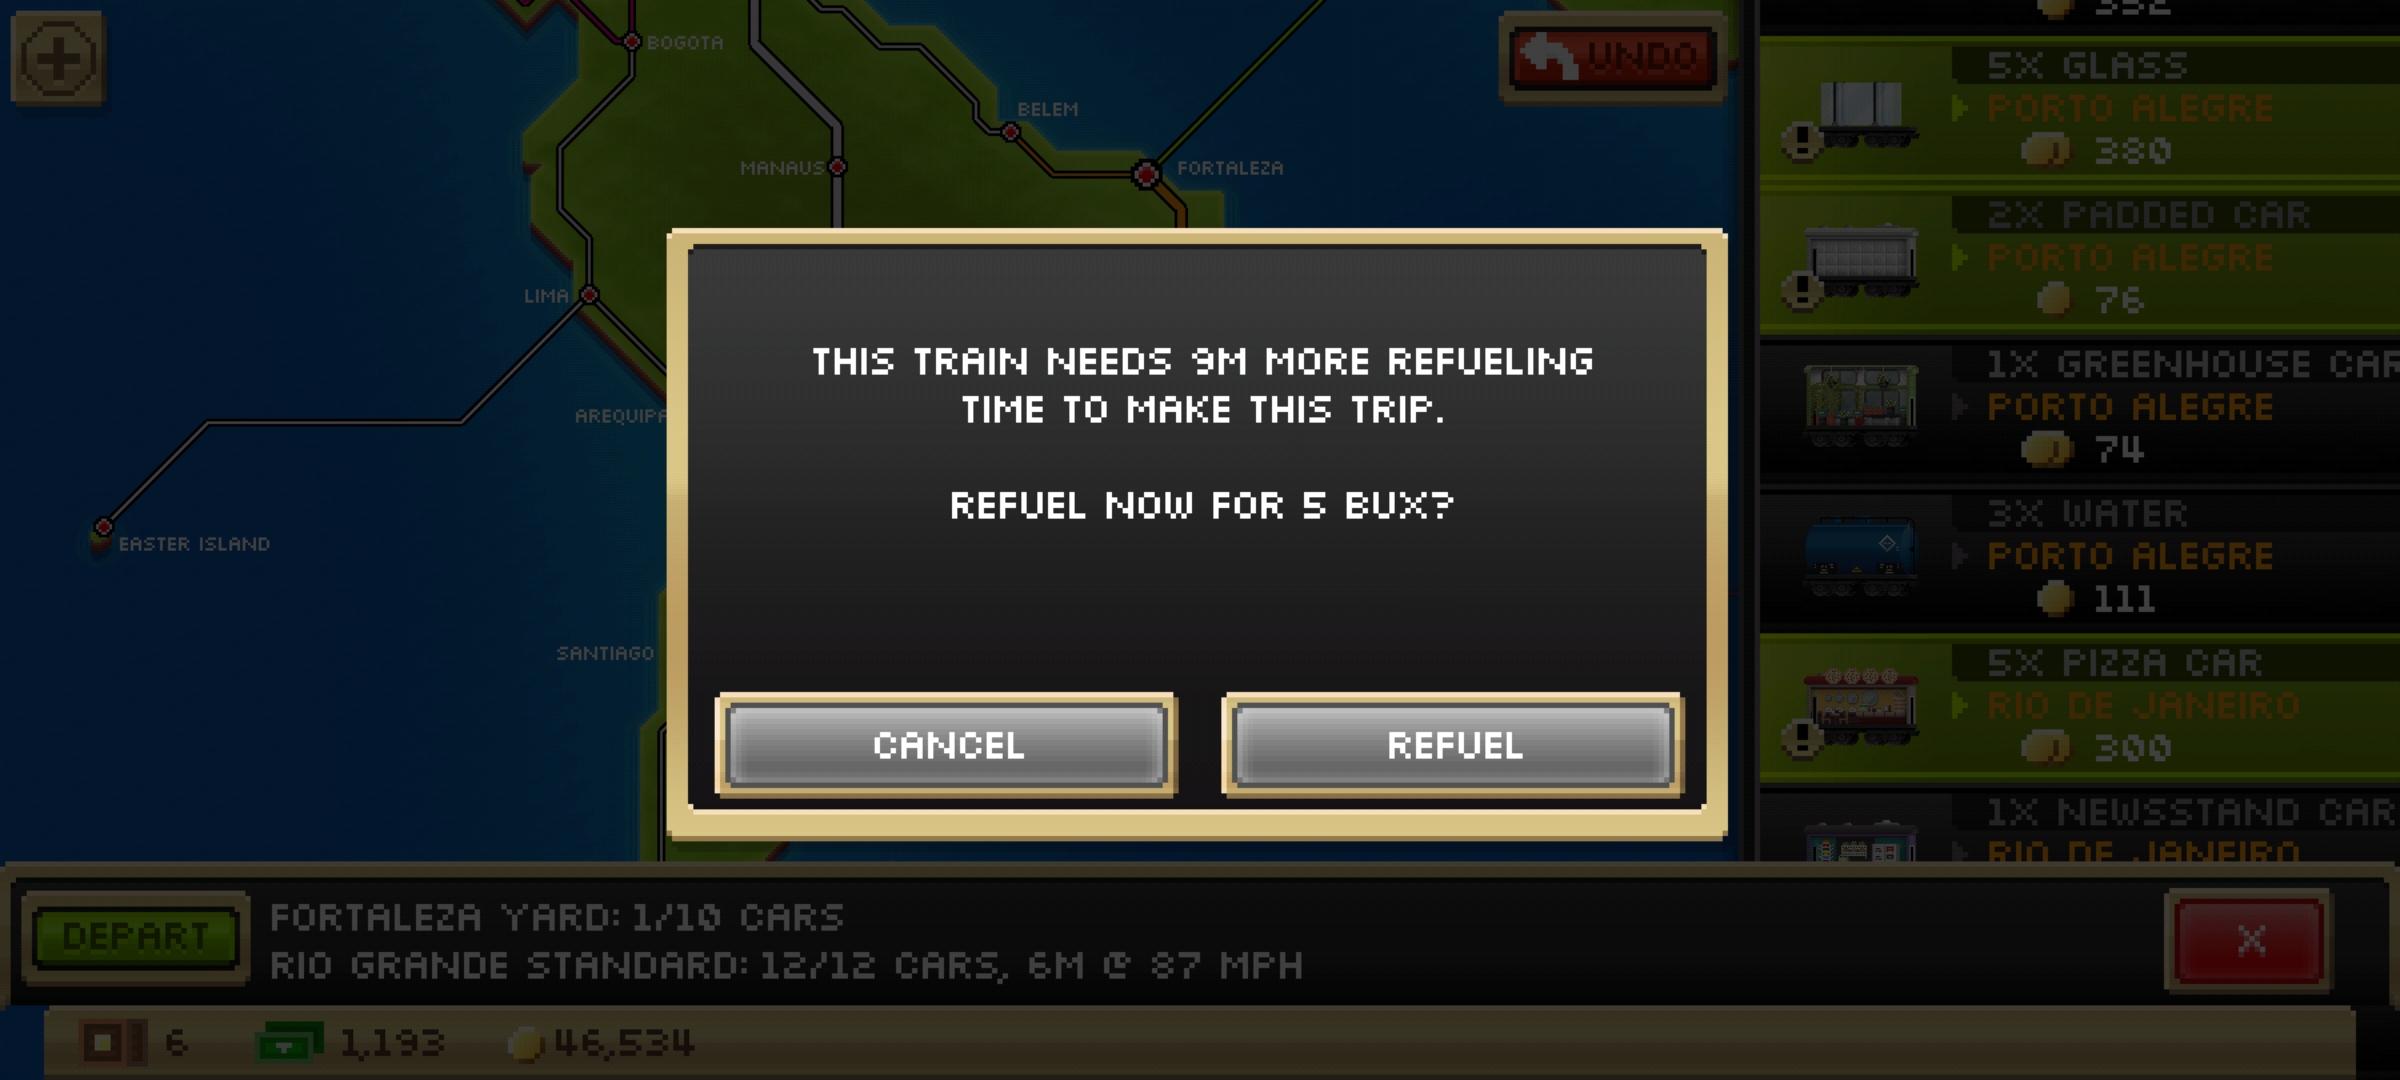 BOGOTA
UNDO
BELEM
MANAUS
FORTALEZA
LIMA
AREQUIPA
EASTER ISLAND
SANTIAGO
THIS TRAIN NEEDS 9M MORE REFUELING
TIME TO MAKE THIS TRIP.
REFUEL NOW FOR 5 BUX?
CANCEL
REFUEL
5X GLASS
PORTO ALEGRE
380
2X PADDED CAR
PORTO ALEGRE
76
1X GREENHOUSE CAR
PORTO ALEGRE
74
3X WATER
PORTO ALEGRE
111
5X PIZZA CAR
RIO DE JANEIRO
300
1X NEWSSTAND CAR
RIO DE JANEIRO
DEPART
FORTALEZA YARD: 1/10 CARS
RIO GRANDE STANDARD: 12/12 CARS, 6M @ 87 MPH
X
6
1,193
46,534